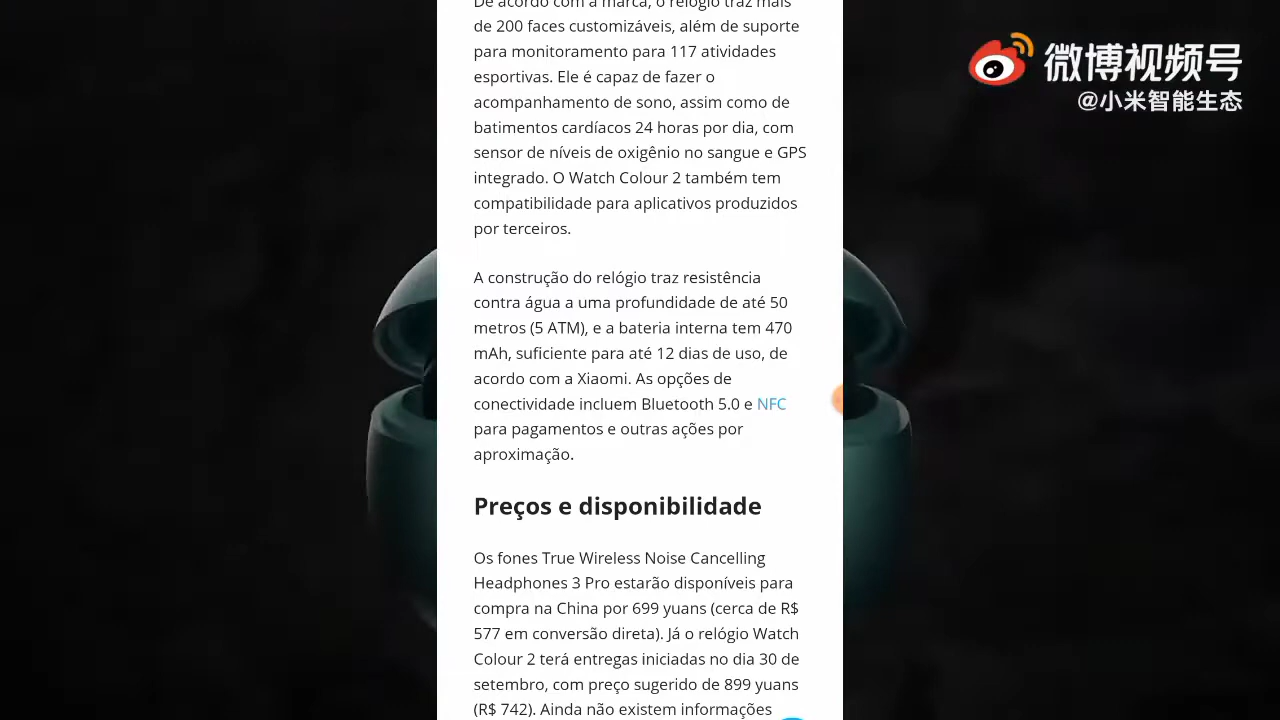 De acordo com a marca, o relógio traz mais
de 200 faces customizáveis, além de suporte
para monitoramento para 117 atividades
esportivas. Ele é capaz de fazer o
acompanhamento de sono, assim como de
batimentos cardíacos 24 horas por dia, com
sensor de níveis de oxigênio no sangue e GPS
integrado. O Watch Colour 2 também tem
compatibilidade para aplicativos produzidos
por terceiros.
A construção do relógio traz resistência
contra água a uma profundidade de até 50
metros (5 ATM), e a bateria interna tem 470
mAh, suficiente para até 12 dias de uso, de
acordo com a Xiaomi. As opções de
conectividade incluem Bluetooth 5.0 e NFC
para pagamentos e outras ações por
aproximação.
Preços e disponibilidade
Os fones True Wireless Noise Cancelling
Headphones 3 Pro estarão disponíveis para
compra na China por 699 yuans (cerca de R$
577 em conversão direta). Já o relógio Watch
Colour 2 terá entregas iniciadas no dia 30 de
setembro, com preço sugerido de 899 yuans
(R$ 742). Ainda não existem informações
微博视频号
@小米智能生态